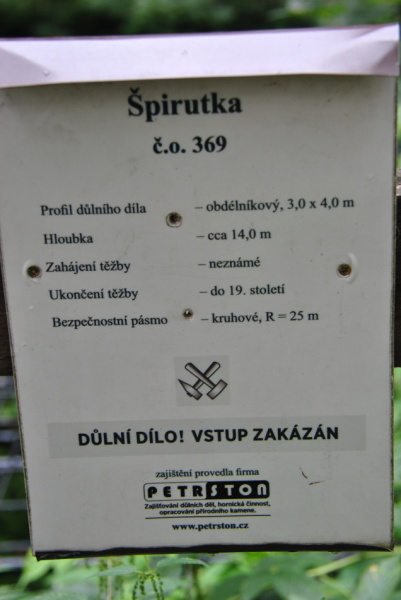 Špirutka
č.o. 369
Profil důlního díla – obdélníkový, 3,0 x 4,0 m
Hloubka – cca 14,0 m
Zahájení těžby – neznámé
Ukončení těžby – do 19. století
Bezpečnostní pásmo – kruhové, R = 25 m
DŮLNÍ DÍLO! VSTUP ZAKÁZÁN
zajištění provedla firma
PETRSTON
Zajišťování důlních děl, hornická činnost,
opracování přírodního kamene.
www.petrston.cz